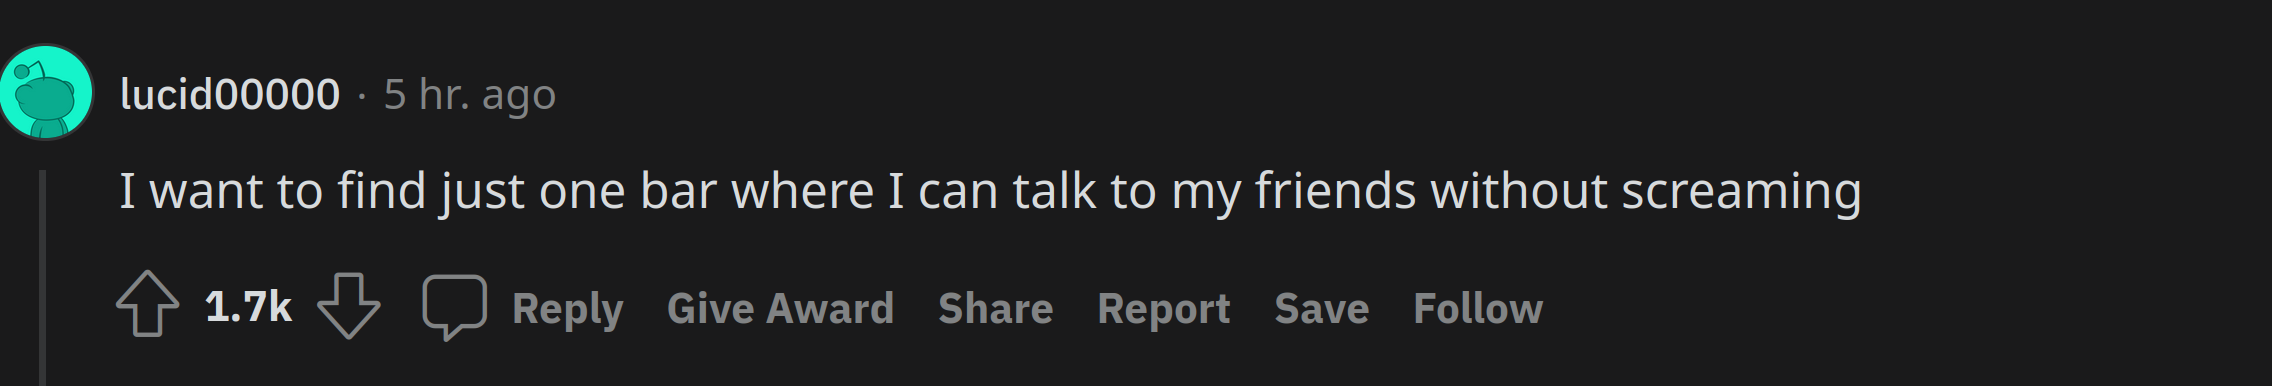 lucid00000 · 5 hr. ago
I want to find just one bar where I can talk to my friends without screaming
1.7k Reply Give Award Share Report Save Follow